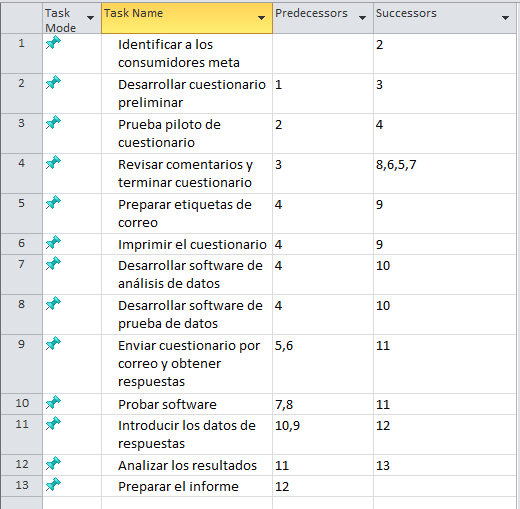 Task Mode Task Name Predecessors Successors
1 Identificar a los consumidores meta 2
2 Desarrollar cuestionario preliminar 1 3
3 Prueba piloto de cuestionario 2 4
4 Revisar comentarios y terminar cuestionario 3 8,6,5,7
5 Preparar etiquetas de correo 4 9
6 Imprimir el cuestionario 4 9
7 Desarrollar software de análisis de datos 4 10
8 Desarrollar software de prueba de datos 4 10
9 Enviar cuestionario por correo y obtener respuestas 5,6 11
10 Probar software 7,8 11
11 Introducir los datos de respuestas 10,9 12
12 Analizar los resultados 11 13
13 Preparar el informe 12